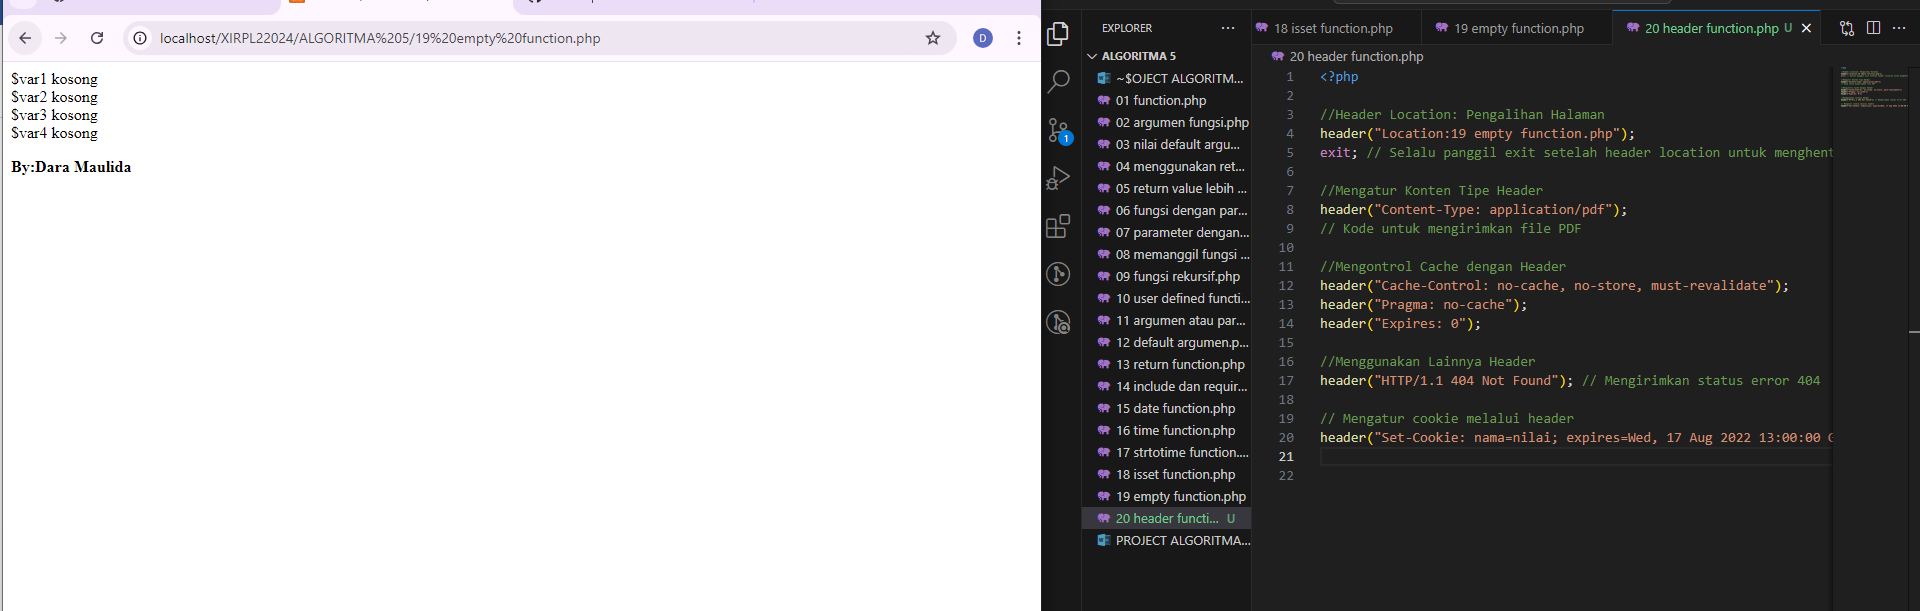 localhost/XIRPL22024/ALGORITMA%205/19%20empty%20function.php
D
$var1 kosong
$var2 kosong
$var3 kosong
$var4 kosong
By:Dara Maulida
1
EXPLORER
ALGORITMA 5
~$OJECT ALGORITM...
01 function.php
02 argumen fungsi.php
03 nilai default argu...
04 menggunakan ret...
05 return value lebih ...
06 fungsi dengan par...
07 parameter dengan...
08 memanggil fungsi ...
09 fungsi rekursif.php
10 user defined functi...
11 argumen atau par...
12 default argumen.p...
13 return function.php
14 include dan requir...
15 date function.php
16 time function.php
17 strtotime function....
18 isset function.php
19 empty function.php
20 header functi... U
PROJECT ALGORITMA...
18 isset function.php
19 empty function.php
20 header function.php U
20 header function.php
1 <?php
2
3 //Header Location: Pengalihan Halaman
4 header("Location:19 empty function.php");
5 exit; // Selalu panggil exit setelah header location untuk menghent
6
7 //Mengatur Konten Tipe Header
8 header("Content-Type: application/pdf");
9 // Kode untuk mengirimkan file PDF
10
11 //Mengontrol Cache dengan Header
12 header("Cache-Control: no-cache, no-store, must-revalidate");
13 header("Pragma: no-cache");
14 header("Expires: 0");
15
16 //Menggunakan Lainnya Header
17 header("HTTP/1.1 404 Not Found"); // Mengirimkan status error 404
18
19 // Mengatur cookie melalui header
20 header("Set-Cookie: nama=nilai; expires=Wed, 17 Aug 2022 13:00:00 G
21
22